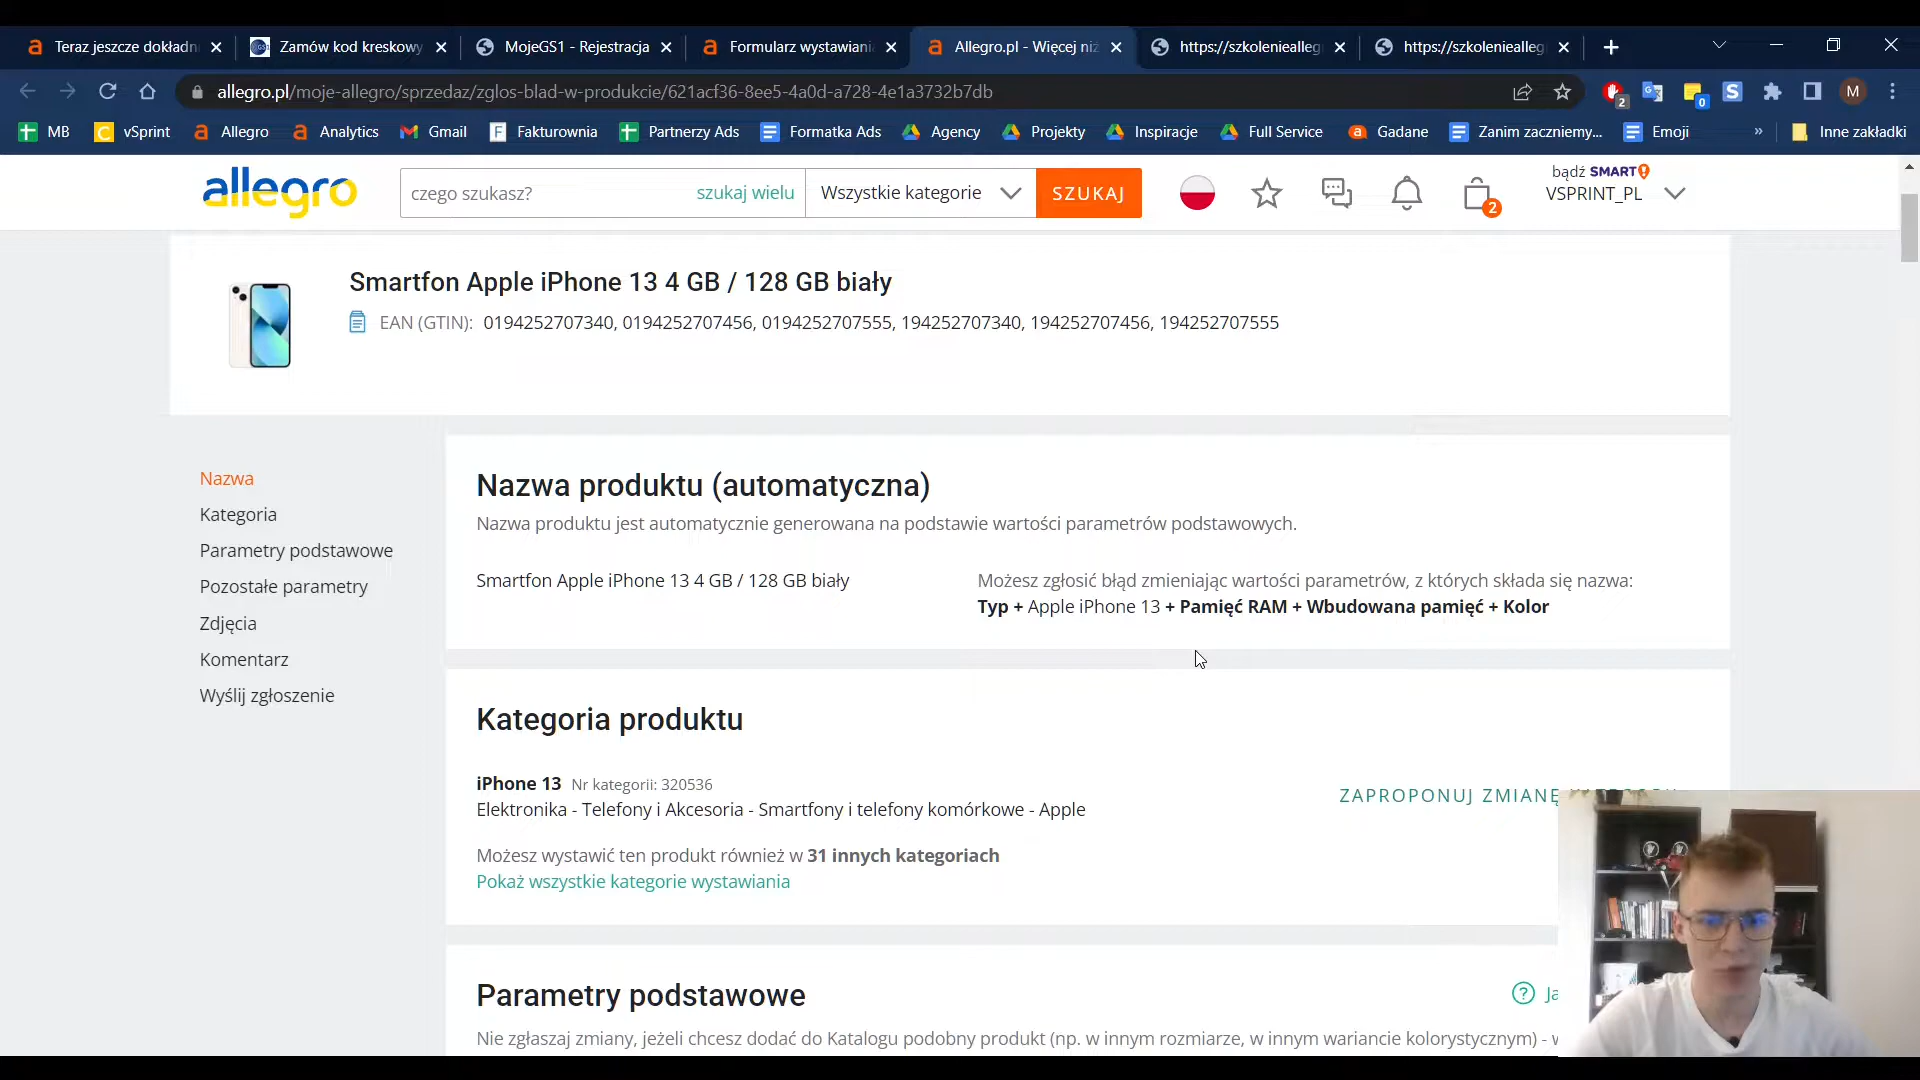 Teraz jeszcze dokładn
Zamów kod kreskowy
MojeGS1 - Rejestracja
Formularz wystawiani
Allegro.pl - Więcej niż
https://szkolenieallegr
https://szkolenieallegr
allegro.pl/moje-allegro/sprzedaz/zglos-blad-w-produkcie/621acf36-8ee5-4a0d-a728-4e1a3732b7db
2
0
S
M
MB
vSprint
Allegro
Analytics
Gmail
Fakturownia
Partnerzy Ads
Formatka Ads
Agency
Projekty
Inspiracje
Full Service
Gadane
Zanim zaczniemy...
Emoji
»
Inne zakładki
allegro
czego szukasz?
szukaj wielu
Wszystkie kategorie
SZUKAJ
2
bądź SMART!
VSPRINT_PL
Smartfon Apple iPhone 13 4 GB / 128 GB biały
EAN (GTIN): 0194252707340, 0194252707456, 0194252707555, 194252707340, 194252707456, 194252707555
Nazwa
Kategoria
Parametry podstawowe
Pozostałe parametry
Zdjęcia
Komentarz
Wyślij zgłoszenie
Nazwa produktu (automatyczna)
Nazwa produktu jest automatycznie generowana na podstawie wartości parametrów podstawowych.
Smartfon Apple iPhone 13 4 GB / 128 GB biały
Możesz zgłosić błąd zmieniając wartości parametrów, z których składa się nazwa:
Typ + Apple iPhone 13 + Pamięć RAM + Wbudowana pamięć + Kolor
Kategoria produktu
iPhone 13 Nr kategorii: 320536
Elektronika - Telefony i Akcesoria - Smartfony i telefony komórkowe - Apple
ZAPROPONUJ ZMIANĘ
Możesz wystawić ten produkt również w 31 innych kategoriach
Pokaż wszystkie kategorie wystawiania
Parametry podstawowe
? Ja
Nie zgłaszaj zmiany, jeżeli chcesz dodać do Katalogu podobny produkt (np. w innym rozmiarze, w innym wariancie kolorystycznym) - w